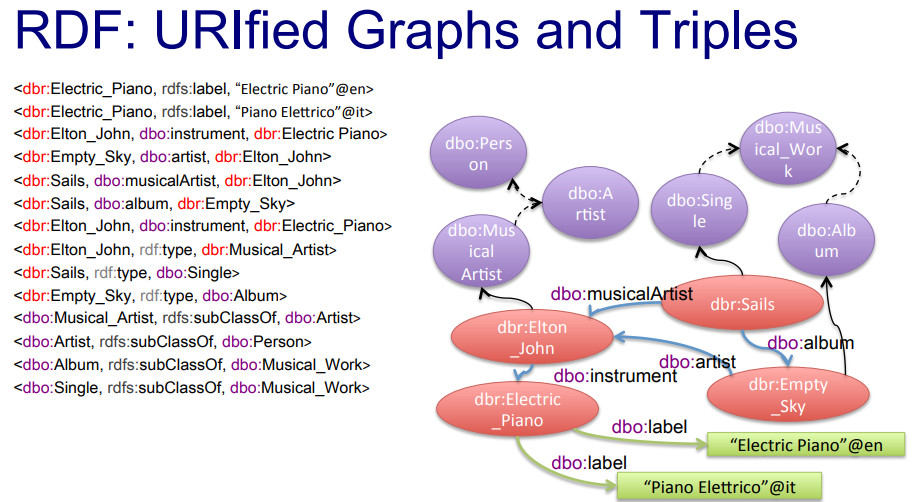 RDF: URIfied Graphs and Triples
<dbr:Electric_Piano, rdfs:label, “Electric Piano”@en>
<dbr:Electric_Piano, rdfs:label, “Piano Elettrico”@it>
<dbr:Elton_John, dbo:instrument, dbr:Electric Piano>
<dbr:Empty_Sky, dbo:artist, dbr:Elton_John>
<dbr:Sails, dbo:musicalArtist, dbr:Elton_John>
<dbr:Sails, dbo:album, dbr:Empty_Sky>
<dbr:Elton_John, dbo:instrument, dbr:Electric_Piano>
<dbr:Elton_John, rdf:type, dbr:Musical_Artist>
<dbr:Sails, rdf:type, dbo:Single>
<dbr:Empty_Sky, rdf:type, dbo:Album>
<dbo:Musical_Artist, rdfs:subClassOf, dbo:Artist>
<dbo:Artist, rdfs:subClassOf, dbo:Person>
<dbo:Album, rdfs:subClassOf, dbo:Musical_Work>
<dbo:Single, rdfs:subClassOf, dbo:Musical_Work>
dbo:Pers
on
dbo:A
rtist
dbo:Mus
ical
Artist
dbo:Mus
ical_Wor
k
dbo:Sing
le
dbo:Alb
um
dbo:musicalArtist
dbr:Sails
dbr:Elton
_John
dbo:album
dbo:artist
dbo:instrument
dbr:Empty
_Sky
dbr:Electric
_Piano
dbo:label
“Electric Piano”@en
dbo:label
“Piano Elettrico”@it